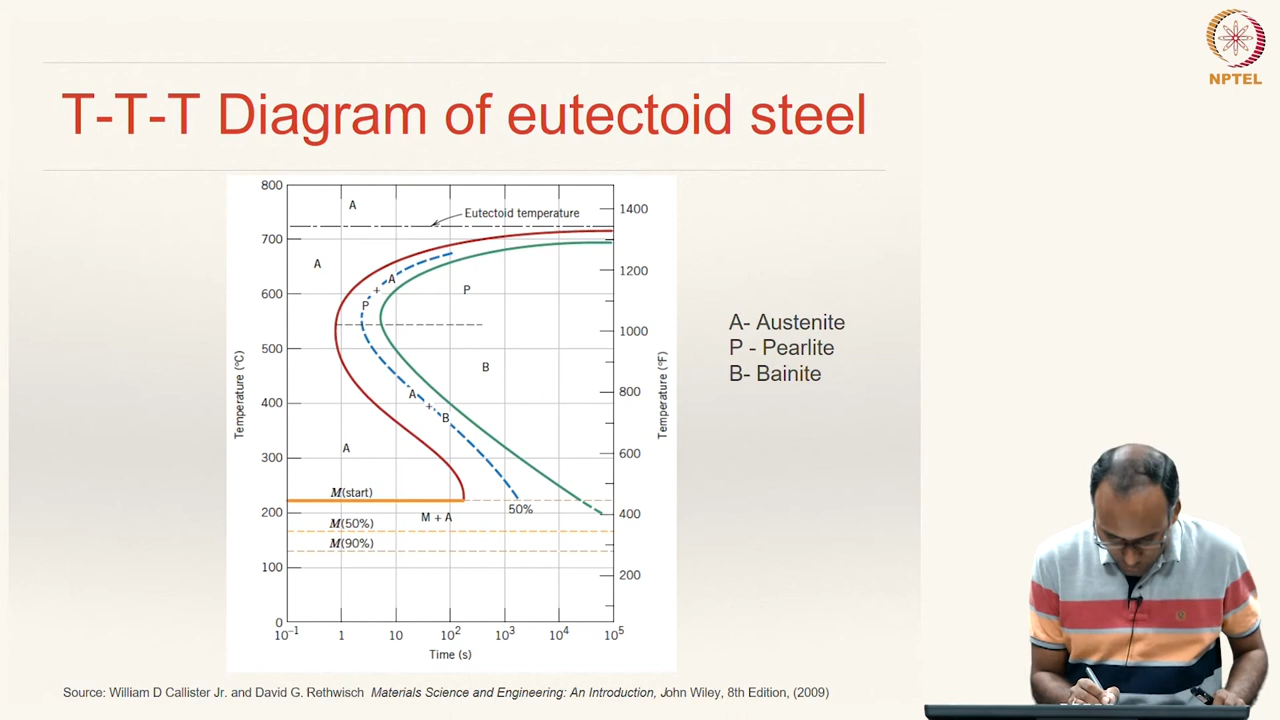 NPTEL
T-T-T Diagram of eutectoid steel
800
700
600
500
400
300
200
100
0
Temperature (°C)
10⁻¹
1
10
10²
10³
10⁴
10⁵
Time (s)
1400
1200
1000
800
600
400
200
Temperature (°F)
A
Eutectoid temperature
A
A
+
P
P
B
A
+
B
A
M(start)
M + A
50%
M(50%)
M(90%)
A- Austenite
P - Pearlite
B- Bainite
Source: William D Callister Jr. and David G. Rethwisch Materials Science and Engineering: An Introduction, John Wiley, 8th Edition, (2009)